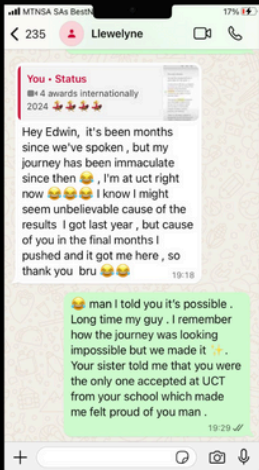 MTNSA SAs BestN 17%
235 Llewelyne
You • Status
4 awards internationally
2024
Hey Edwin, it's been months
since we've spoken , but my
journey has been immaculate
since then 😂 , I'm at uct right
now 😂😂😂 I know I might
seem unbelievable cause of the
results I got last year , but cause
of you in the final months I
pushed and it got me here , so
thank you bru 😂😂
19:18
😂 man I told you it's possible .
Long time my guy . I remember
how the journey was looking
impossible but we made it ✨ .
Your sister told me that you were
the only one accepted at UCT
from your school which made
me felt proud of you man .
19:29